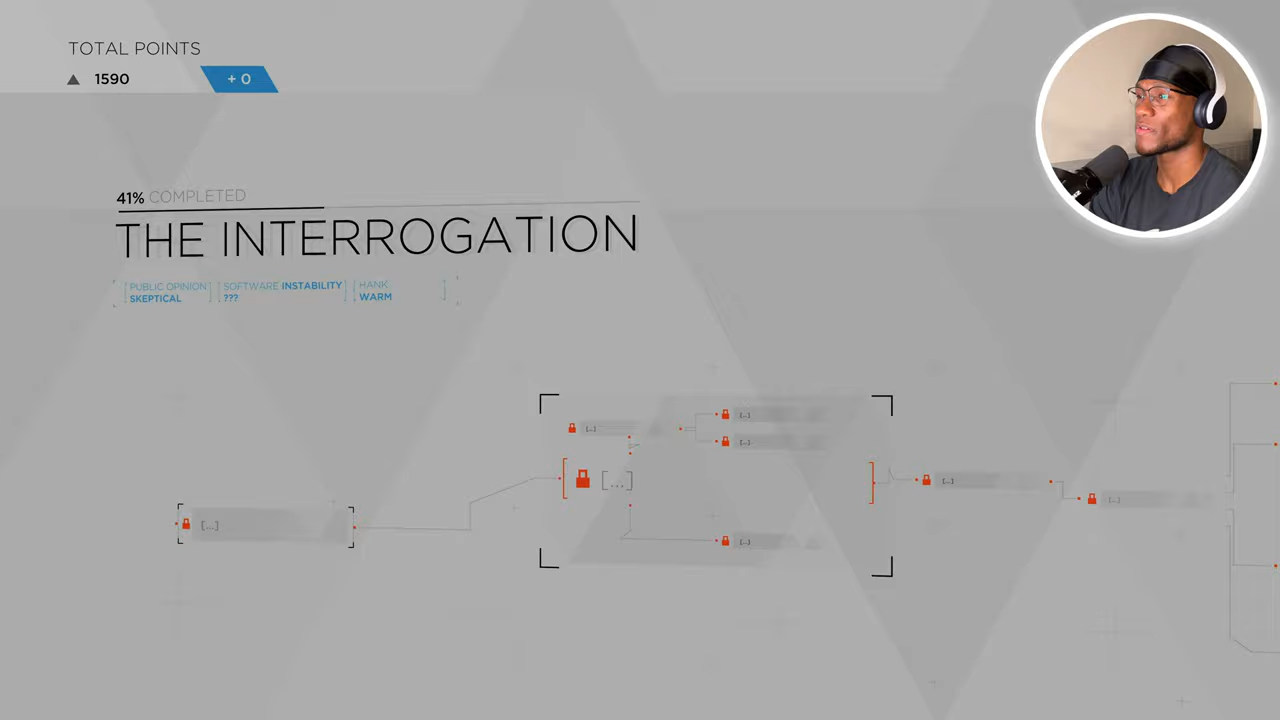 TOTAL POINTS
1590
+ 0
41% COMPLETED
THE INTERROGATION
PUBLIC OPINION
SKEPTICAL
SOFTWARE INSTABILITY
???
HANK
WARM
[...]
[...]
[...]
[...]
[...]
[...]
[...]
[...]